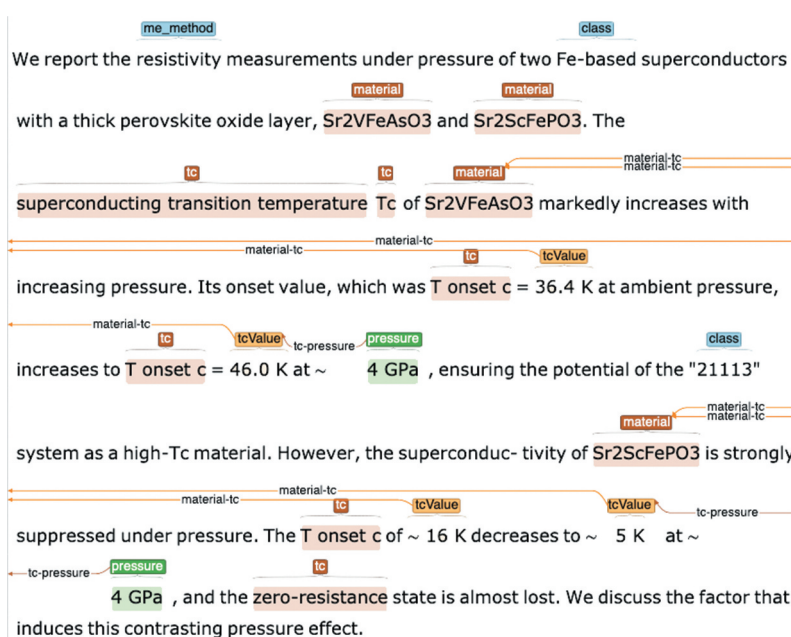 me_method class
We report the resistivity measurements under pressure of two Fe-based superconductors
material material
with a thick perovskite oxide layer, Sr2VFeAsO3 and Sr2ScFePO3. The
tc tc material material-tc
material-tc
superconducting transition temperature Tc of Sr2VFeAsO3 markedly increases with
material-tc
material-tc tc tcValue
increasing pressure. Its onset value, which was T onset c = 36.4 K at ambient pressure,
material-tc
tc tcValue tc-pressure pressure class
increases to T onset c = 46.0 K at ~ 4 GPa , ensuring the potential of the "21113"
material-tc
material material-tc
system as a high-Tc material. However, the superconduc- tivity of Sr2ScFePO3 is strongly
material-tc
material-tc tc tcValue tcValue tc-pressure
suppressed under pressure. The T onset c of ~ 16 K decreases to ~ 5 K at ~
tc-pressure pressure tc
4 GPa , and the zero-resistance state is almost lost. We discuss the factor that
induces this contrasting pressure effect.